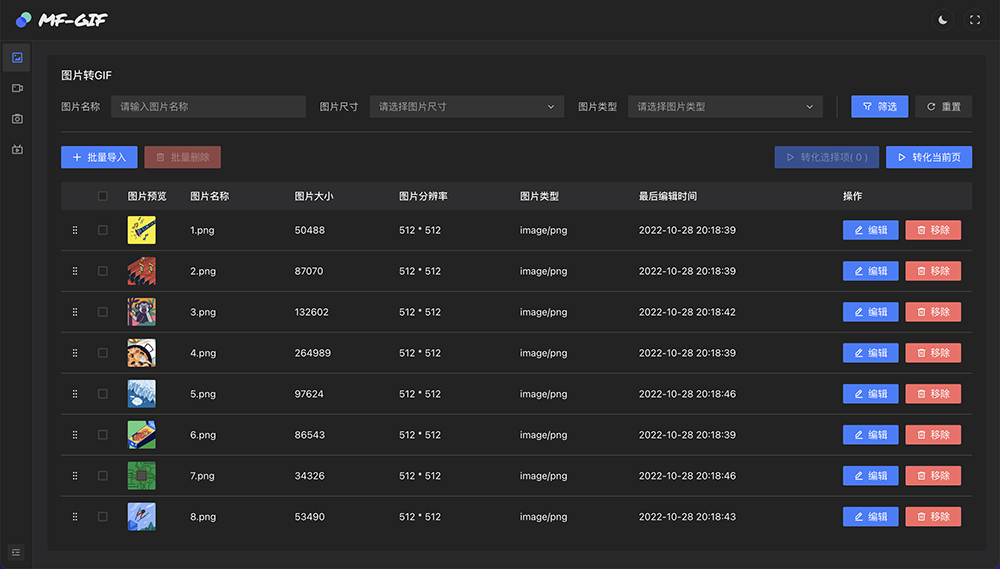 MF-GIF
图片转GIF
图片名称 请输入图片名称 图片尺寸 请选择图片尺寸 图片类型 请选择图片类型 筛选 重置
批量导入 批量删除 转化选择项( 0 ) 转化当前页
图片预览 图片名称 图片大小 图片分辨率 图片类型 最后编辑时间 操作
1.png 50488 512 * 512 image/png 2022-10-28 20:18:39 编辑 移除
2.png 87070 512 * 512 image/png 2022-10-28 20:18:39 编辑 移除
3.png 132602 512 * 512 image/png 2022-10-28 20:18:42 编辑 移除
4.png 264989 512 * 512 image/png 2022-10-28 20:18:39 编辑 移除
5.png 97624 512 * 512 image/png 2022-10-28 20:18:46 编辑 移除
6.png 86543 512 * 512 image/png 2022-10-28 20:18:39 编辑 移除
7.png 34326 512 * 512 image/png 2022-10-28 20:18:46 编辑 移除
8.png 53490 512 * 512 image/png 2022-10-28 20:18:43 编辑 移除